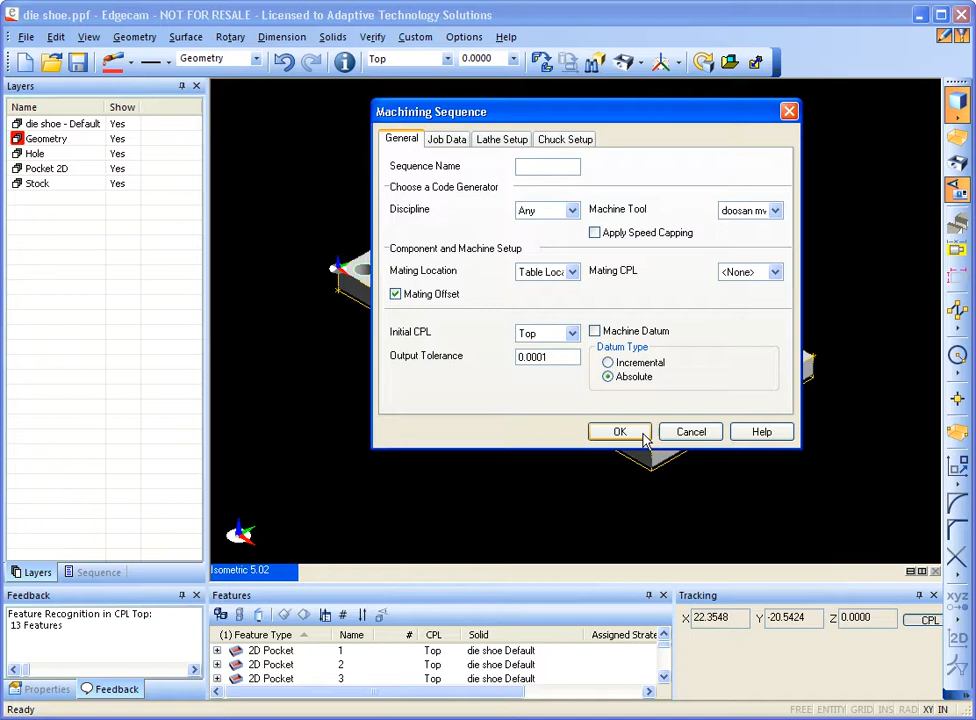 die shoe.ppf - Edgecam - NOT FOR RESALE - Licensed to Adaptive Technology Solutions
File Edit View Geometry Surface Rotary Dimension Solids Verify Custom Options Help
Geometry Top 0.0000
Layers
Name Show
die shoe - Default Yes
Geometry Yes
Hole Yes
Pocket 2D Yes
Stock Yes
Machining Sequence
General Job Data Lathe Setup Chuck Setup
Sequence Name
Choose a Code Generator
Discipline Any Machine Tool doosan
Apply Speed Capping
Component and Machine Setup
Mating Location Table Loca Mating CPL <None>
Mating Offset
Initial CPL Top Machine Datum
Datum Type
Output Tolerance 0.0001
Incremental
Absolute
OK Cancel Help
Layers Sequence
Isometric 5.02
Feedback
Feature Recognition in CPL Top:
13 Features
Properties Feedback
Features
(1) Feature Type Name # CPL Solid Assigned Strate
2D Pocket 1 Top die shoe Default
2D Pocket 2 Top die shoe Default
2D Pocket 3 Top die shoe Default
Tracking
X 22.3548 Y -20.5424 Z 0.0000 CPL
xyz
2D
Ready
FREE ENTITY GRID INS RAD XY IN